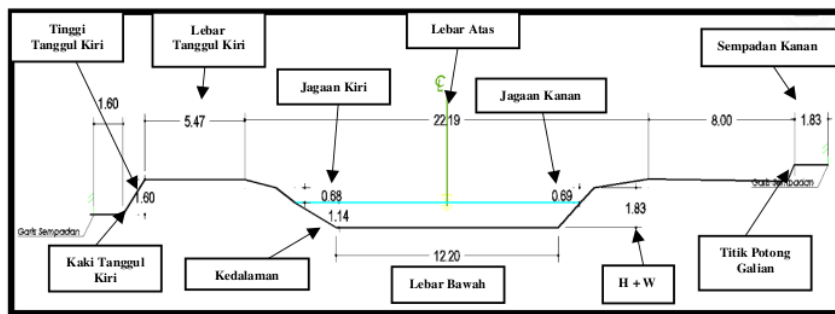 Tinggi
Tanggul Kiri
Lebar
Tanggul Kiri
Lebar Atas
Sempadan Kanan
Jagaan Kiri
Jagaan Kanan
℄
1.60
5.47
22.19
8.00
1.83
0.68
0.69
1.60
1.14
1.83
Garis Sempadan
Garis Sempadan
12.20
Kaki Tanggul
Kiri
Kedalaman
Lebar Bawah
H + W
Titik Potong
Galian